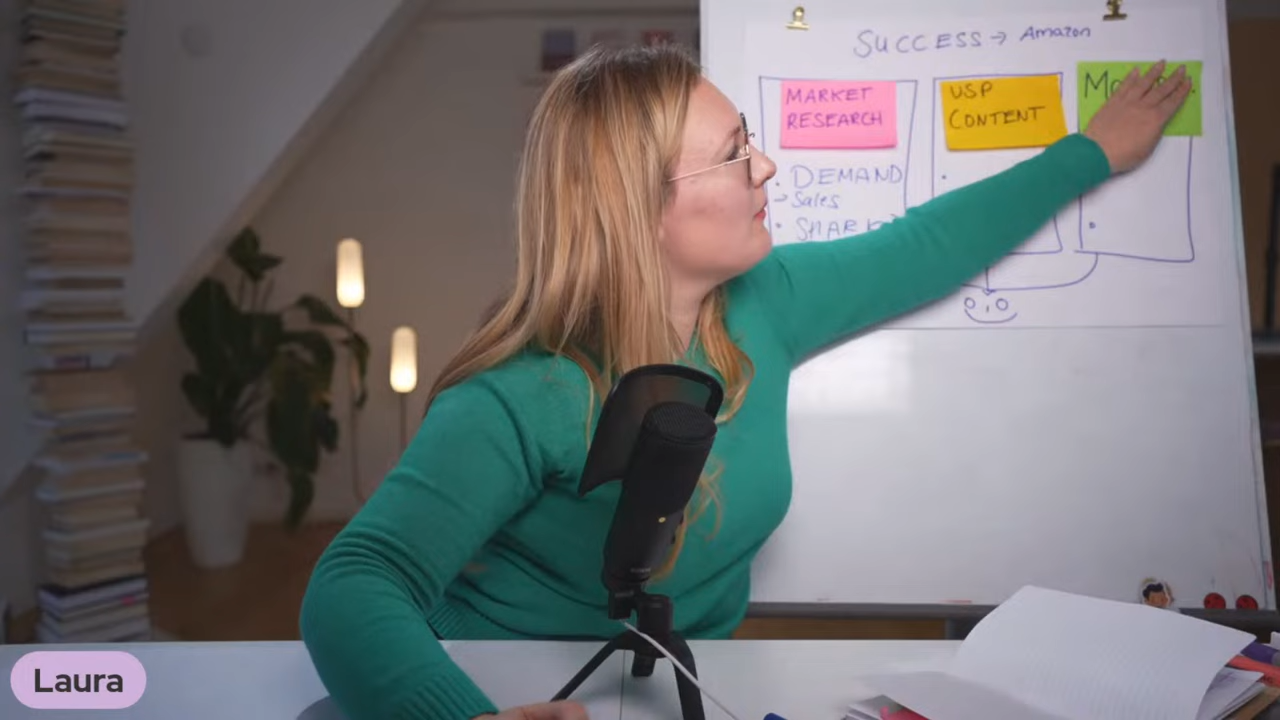 SUCCESS → Amazon
MARKET
RESEARCH
USP
CONTENT
• DEMAND
→ Sales
Laura